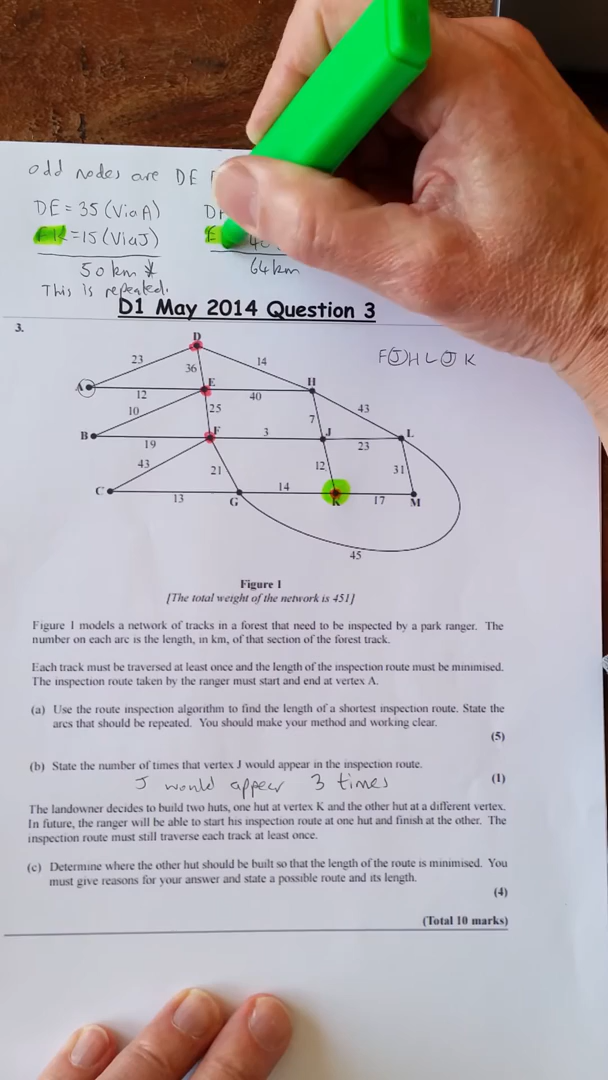 odd nodes are DE
DE = 35 (Via A)
FK = 15 (Via J)
50 km *
This is repeated.
64 km
D1 May 2014 Question 3
3.
F J H L J K
D
23
36
14
A
E
H
12
40
10
25
7
43
B
F
J
L
19
3
23
43
21
12
31
C
14
G
K
M
13
17
45
Figure 1
[The total weight of the network is 451]
Figure 1 models a network of tracks in a forest that need to be inspected by a park ranger. The
number on each arc is the length, in km, of that section of the forest track.
Each track must be traversed at least once and the length of the inspection route must be minimised.
The inspection route taken by the ranger must start and end at vertex A.
(a) Use the route inspection algorithm to find the length of a shortest inspection route. State the
arcs that should be repeated. You should make your method and working clear.
(5)
(b) State the number of times that vertex J would appear in the inspection route.
J would appear 3 times
(1)
The landowner decides to build two huts, one hut at vertex K and the other hut at a different vertex.
In future, the ranger will be able to start his inspection route at one hut and finish at the other. The
inspection route must still traverse each track at least once.
(c) Determine where the other hut should be built so that the length of the route is minimised. You
must give reasons for your answer and state a possible route and its length.
(4)
(Total 10 marks)